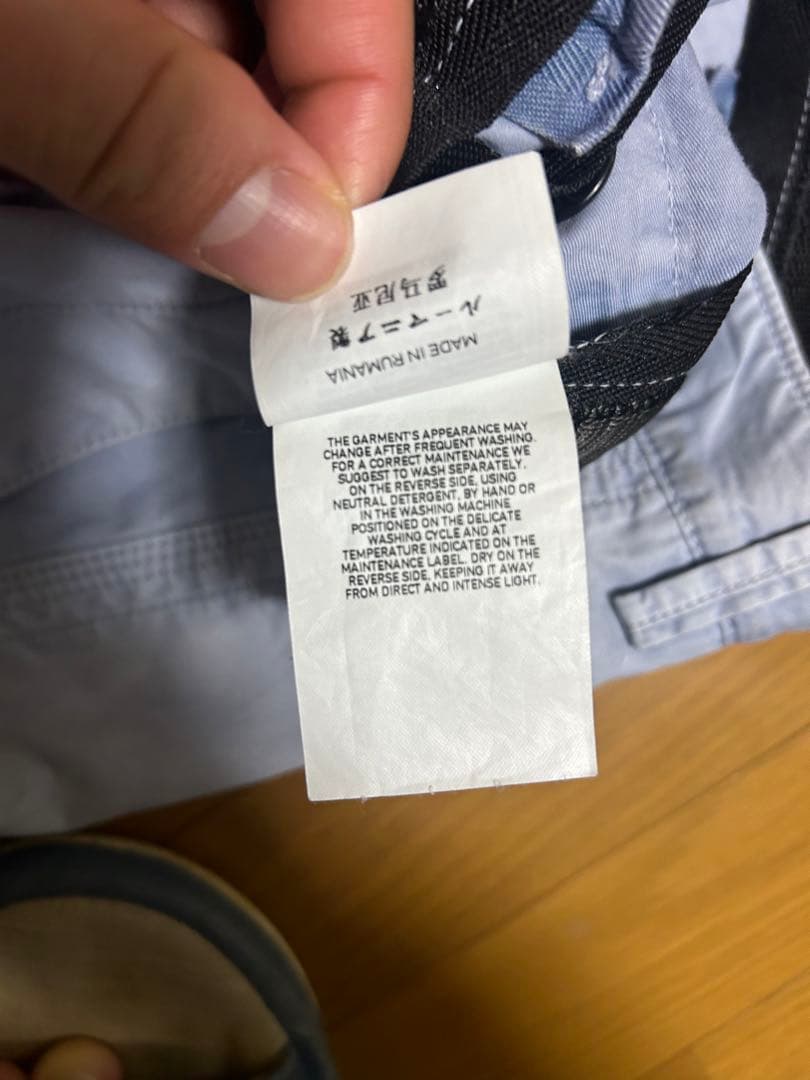 MADE IN RUMANIA
ルーマニア製
罗马尼亚
THE GARMENT'S APPEARANCE MAY
CHANGE AFTER FREQUENT WASHING.
FOR A CORRECT MAINTENANCE WE
SUGGEST TO WASH SEPARATELY,
ON THE REVERSE SIDE, USING
NEUTRAL DETERGENT, BY HAND OR
IN THE WASHING MACHINE
POSITIONED ON THE DELICATE
WASHING CYCLE AND AT
TEMPERATURE INDICATED ON THE
MAINTENANCE LABEL. DRY ON THE
REVERSE SIDE, KEEPING IT AWAY
FROM DIRECT AND INTENSE LIGHT.